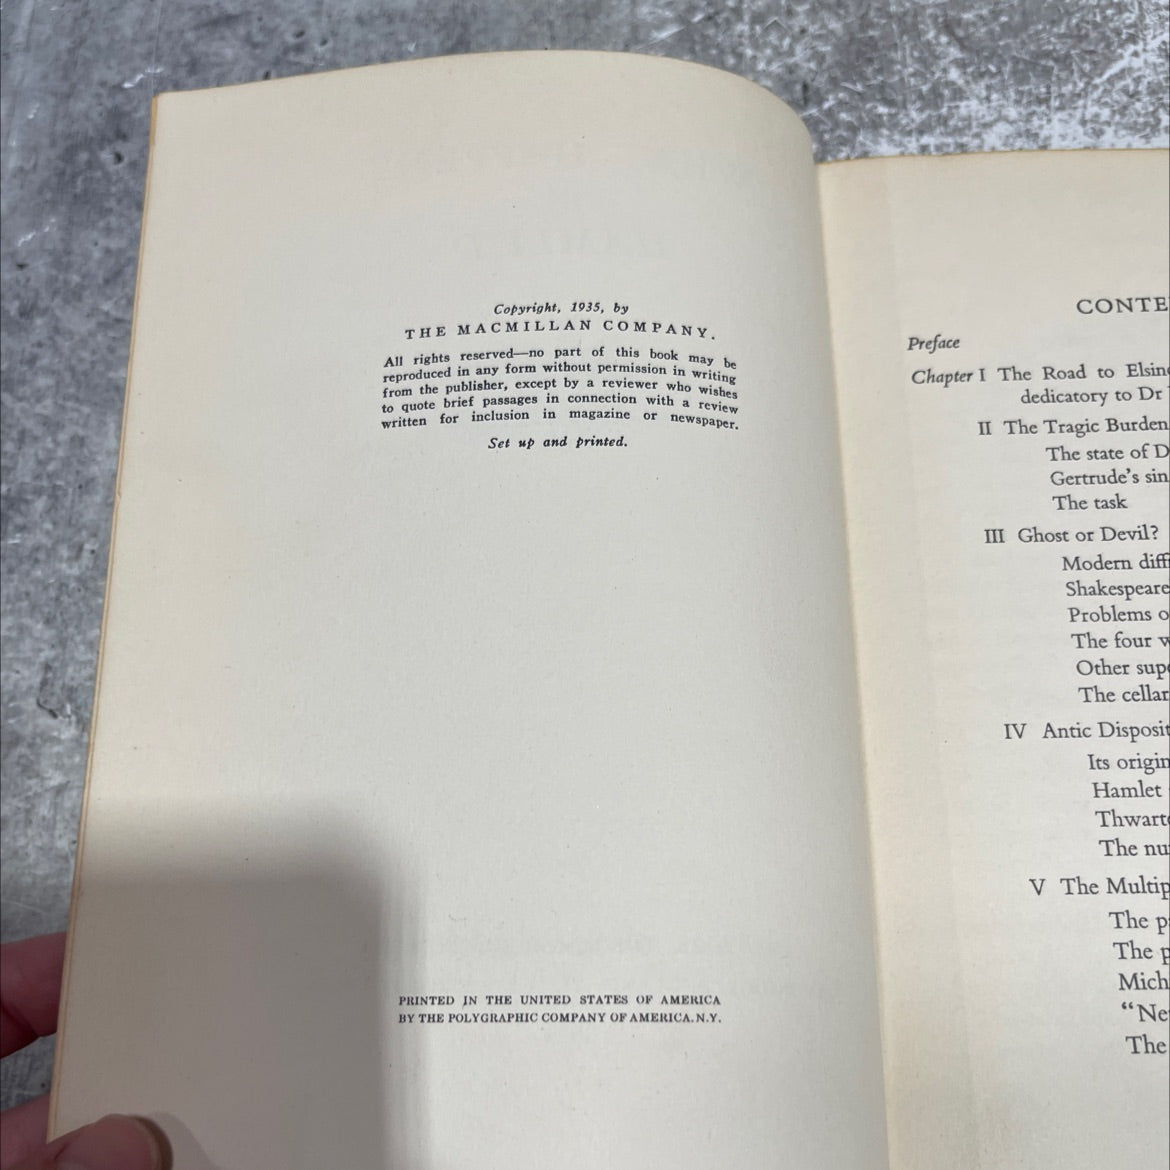 Copyright, 1935, by
THE MACMILLAN COMPANY.
All rights reserved—no part of this book may be
reproduced in any form without permission in writing
from the publisher, except by a reviewer who wishes
to quote brief passages in connection with a review
written for inclusion in magazine or newspaper.
Set up and printed.
PRINTED IN THE UNITED STATES OF AMERICA
BY THE POLYGRAPHIC COMPANY OF AMERICA. N.Y.
CONTE
Preface
Chapter I The Road to Elsin
dedicatory to Dr
II The Tragic Burden
The state of D
Gertrude's sin
The task
III Ghost or Devil?
Modern diff
Shakespeare
Problems o
The four w
Other sup
The cellar
IV Antic Disposit
Its origin
Hamlet
Thwart
The nu
V The Multip
The p
The p
Mich
“Ne
The